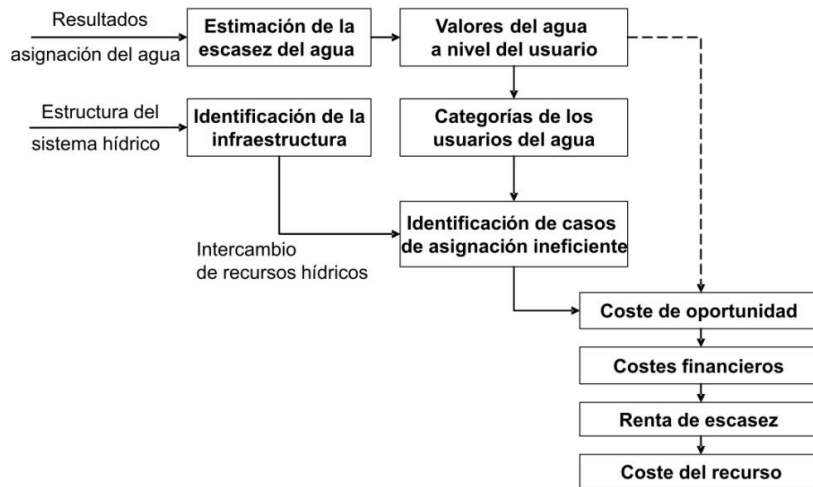 Resultados
asignación del agua
Estimación de la
escasez del agua
Valores del agua
a nivel del usuario
Estructura del
sistema hídrico
Identificación de la
infraestructura
Categorías de los
usuarios del agua
Identificación de casos
de asignación ineficiente
Intercambio
de recursos hídricos
Coste de oportunidad
Costes financieros
Renta de escasez
Coste del recurso